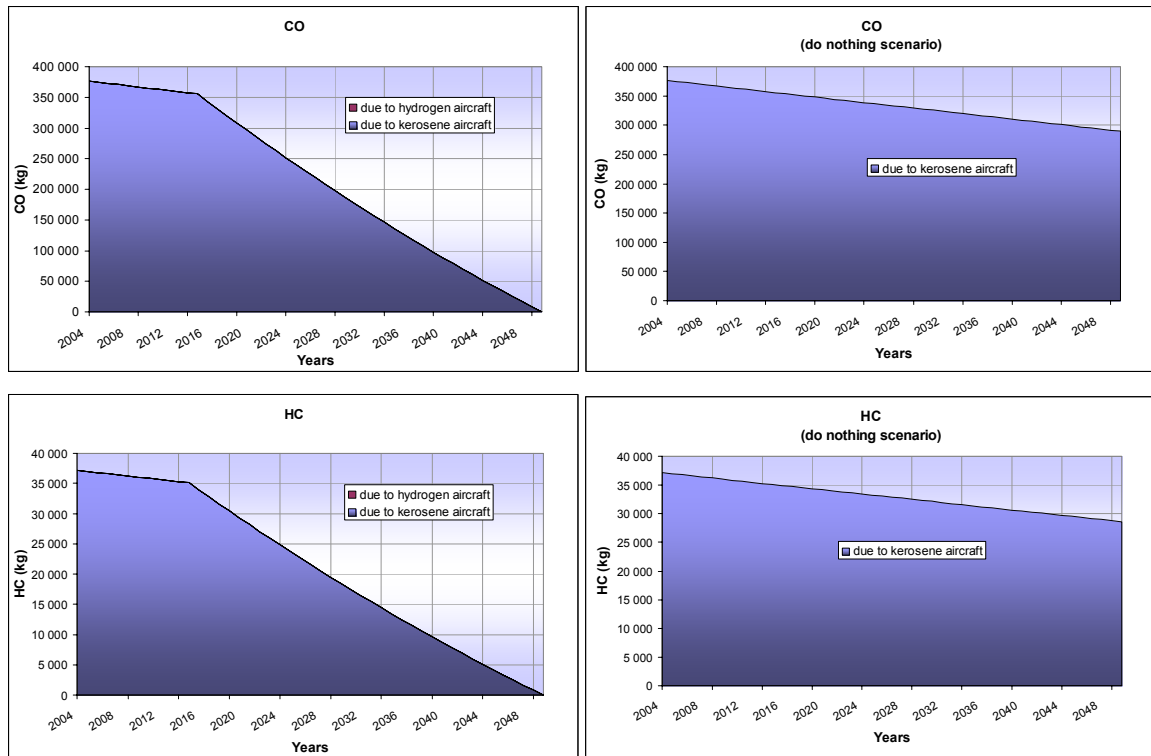 CO
400 000
350 000
300 000
250 000
200 000
150 000
100 000
50 000
0
CO (kg)
due to hydrogen aircraft
due to kerosene aircraft
2004 2008 2012 2016 2020 2024 2028 2032 2036 2040 2044 2048
Years
CO
(do nothing scenario)
400 000
350 000
300 000
250 000
200 000
150 000
100 000
50 000
0
CO (kg)
due to kerosene aircraft
2004 2008 2012 2016 2020 2024 2028 2032 2036 2040 2044 2048
Years
HC
40 000
35 000
30 000
25 000
20 000
15 000
10 000
5 000
0
HC (kg)
due to hydrogen aircraft
due to kerosene aircraft
2004 2008 2012 2016 2020 2024 2028 2032 2036 2040 2044 2048
Years
HC
(do nothing scenario)
40 000
35 000
30 000
25 000
20 000
15 000
10 000
5 000
0
HC (kg)
due to kerosene aircraft
2004 2008 2012 2016 2020 2024 2028 2032 2036 2040 2044 2048
Years